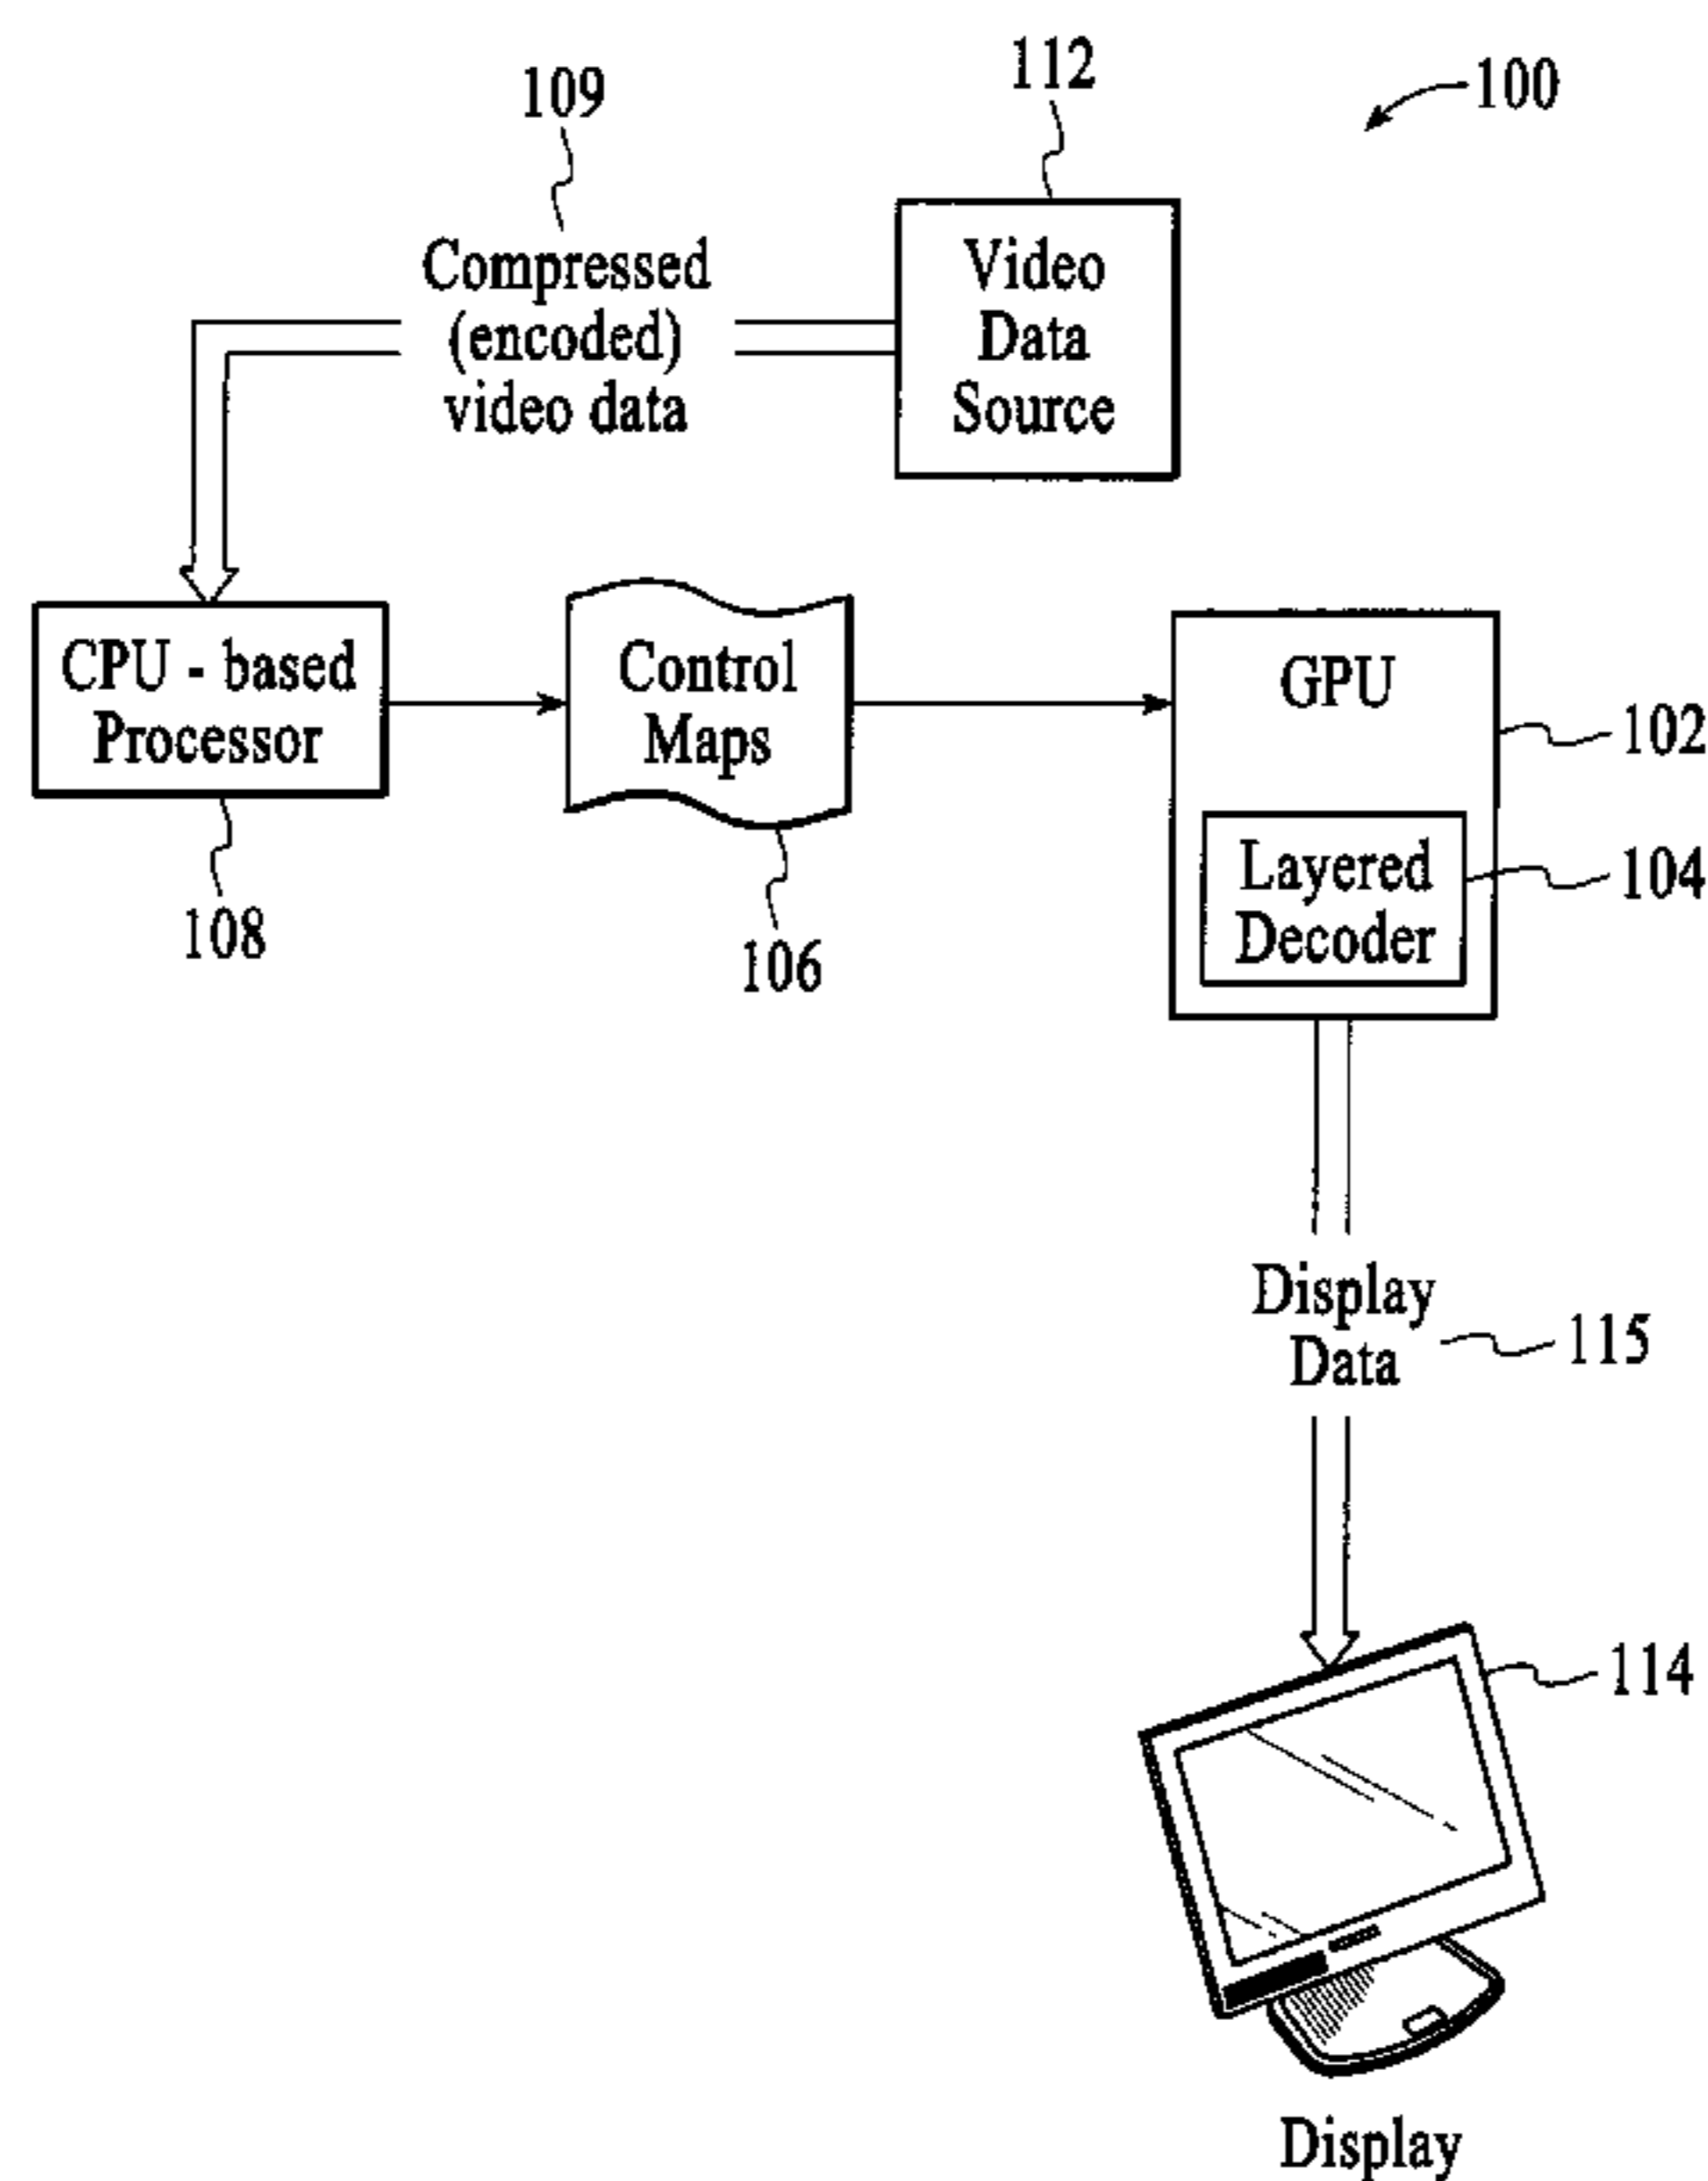 112
100
109
Compressed
(encoded)
video data
Video
Data
Source
CPU - based
Processor
Control
Maps
GPU
102
Layered
Decoder
104
108
106
Display
Data
115
114
Display